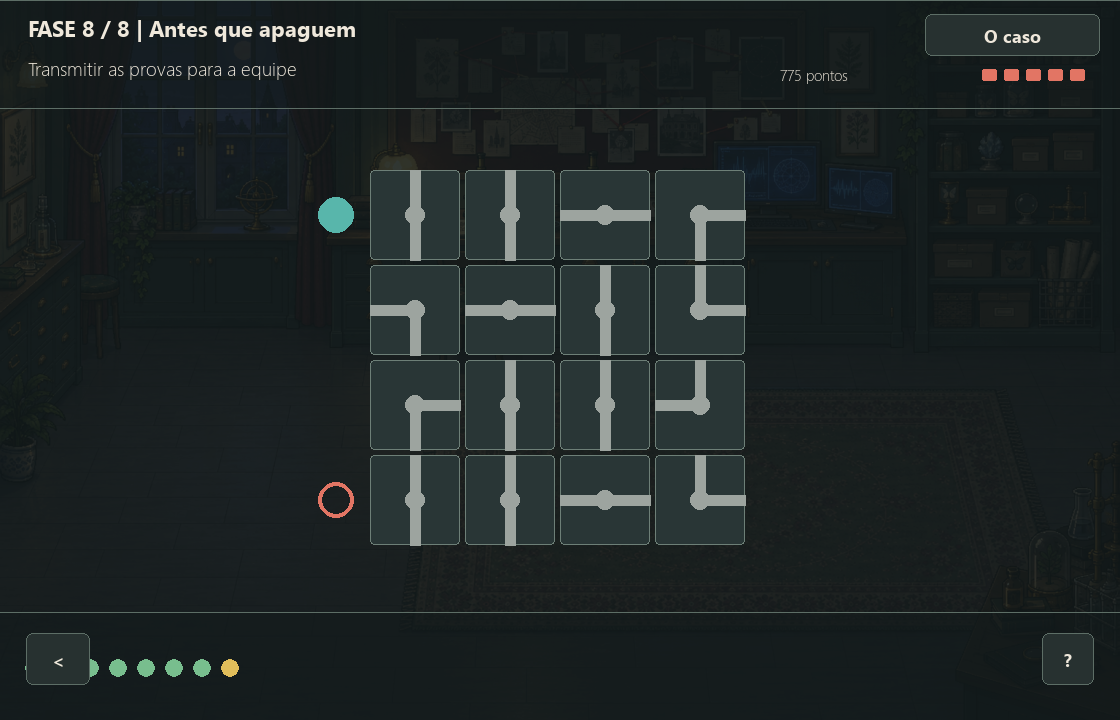 FASE 8 / 8 | Antes que apaguem
O caso
Transmitir as provas para a equipe
775 pontos
<
?